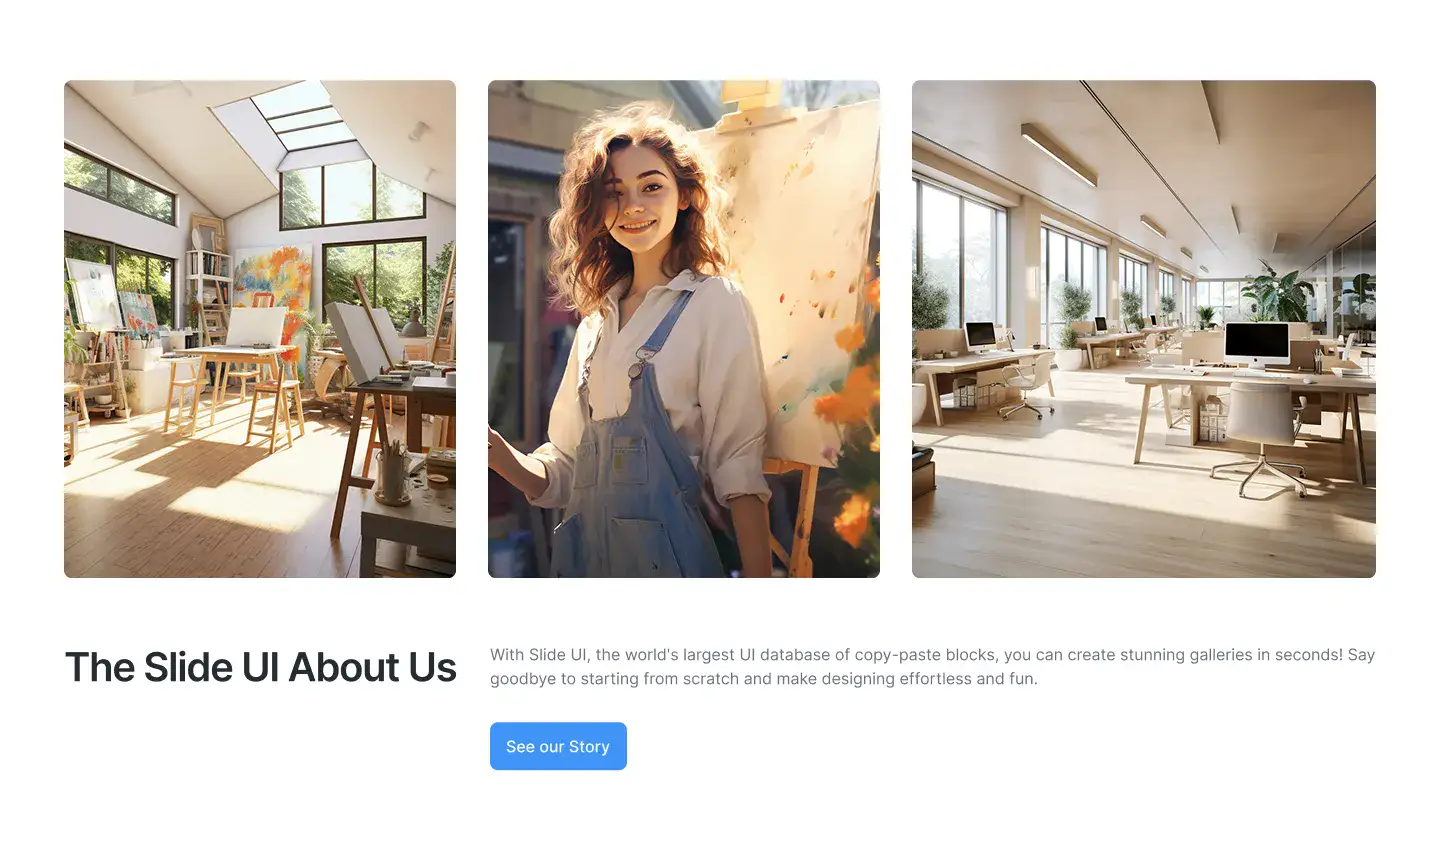 The Slide UI About Us
With Slide UI, the world's largest UI database of copy-paste blocks, you can create stunning galleries in seconds! Say
goodbye to starting from scratch and make designing effortless and fun.
See our Story